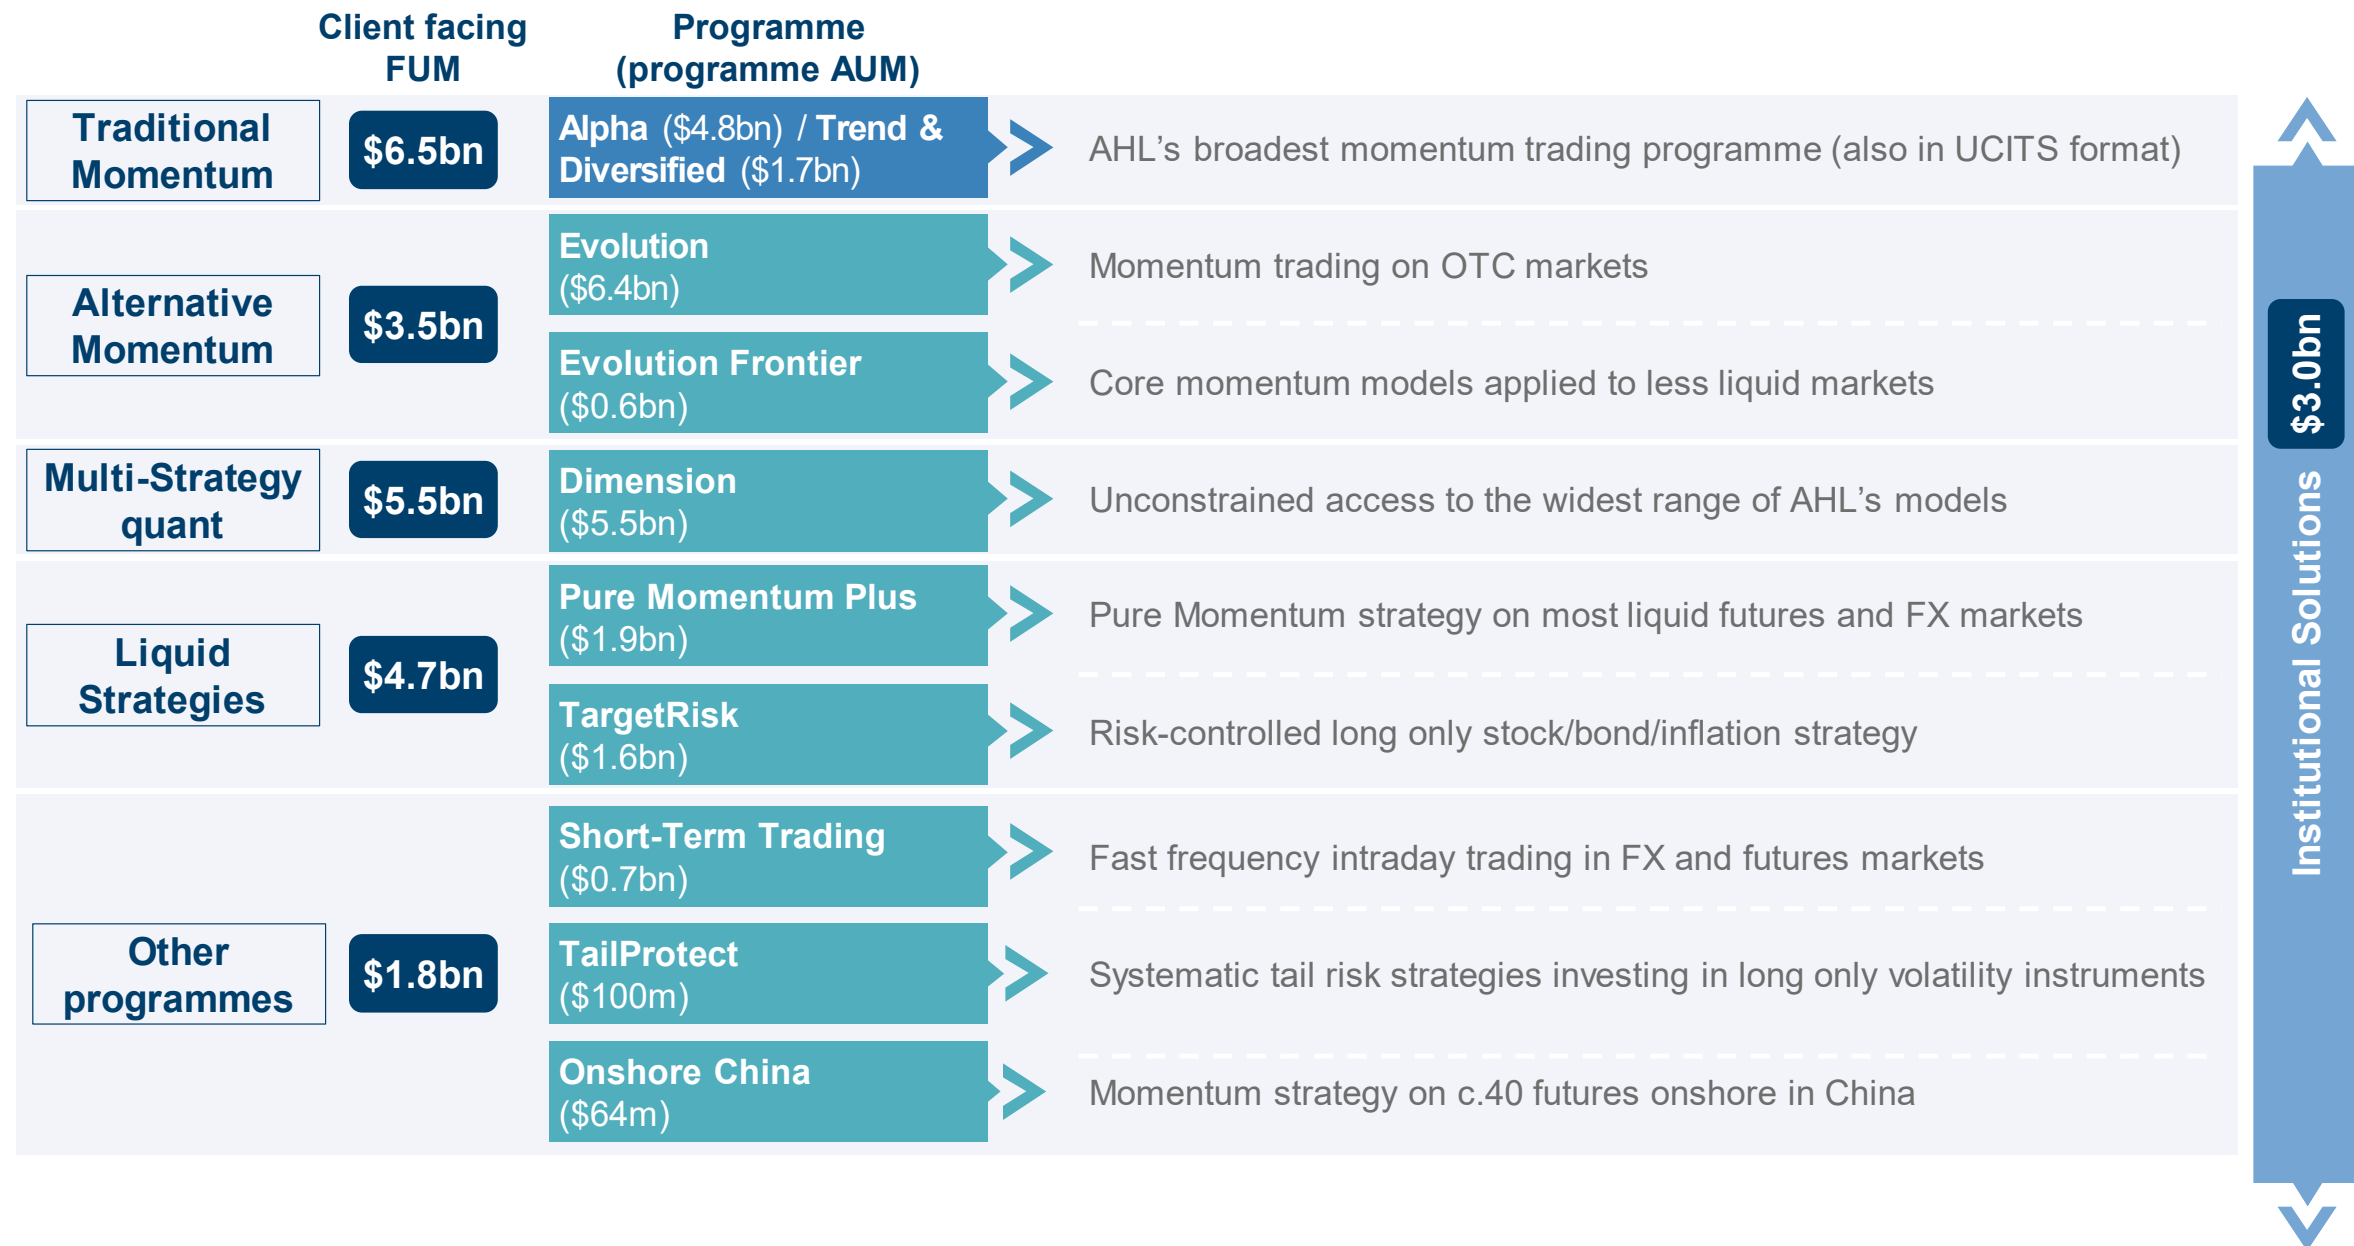 Client facing
FUM
Programme
(programme AUM)
Traditional
Momentum
$6.5bn
Alpha ($4.8bn) / Trend &
Diversified ($1.7bn)
AHL’s broadest momentum trading programme (also in UCITS format)
Alternative
Momentum
$3.5bn
Evolution
($6.4bn)
Momentum trading on OTC markets
Evolution Frontier
($0.6bn)
Core momentum models applied to less liquid markets
Multi-Strategy
quant
$5.5bn
Dimension
($5.5bn)
Unconstrained access to the widest range of AHL’s models
Liquid
Strategies
$4.7bn
Pure Momentum Plus
($1.9bn)
Pure Momentum strategy on most liquid futures and FX markets
TargetRisk
($1.6bn)
Risk-controlled long only stock/bond/inflation strategy
Other
programmes
$1.8bn
Short-Term Trading
($0.7bn)
Fast frequency intraday trading in FX and futures markets
TailProtect
($100m)
Systematic tail risk strategies investing in long only volatility instruments
Onshore China
($64m)
Momentum strategy on c.40 futures onshore in China
Institutional Solutions $3.0bn